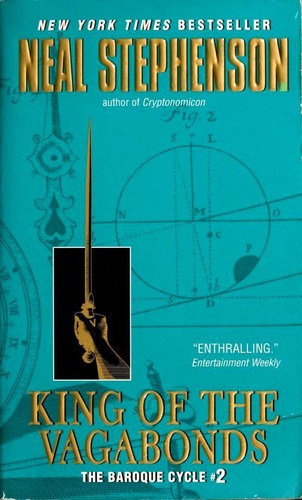 NEW YORK TIMES BESTSELLER
NEAL STEPHENSON
author of Cryptonomicon
Fig. 2
S
L
N
M
c
P
D
"ENTHRALLING."
Entertainment Weekly
KING OF THE
VAGABONDS
THE BAROQUE CYCLE #2